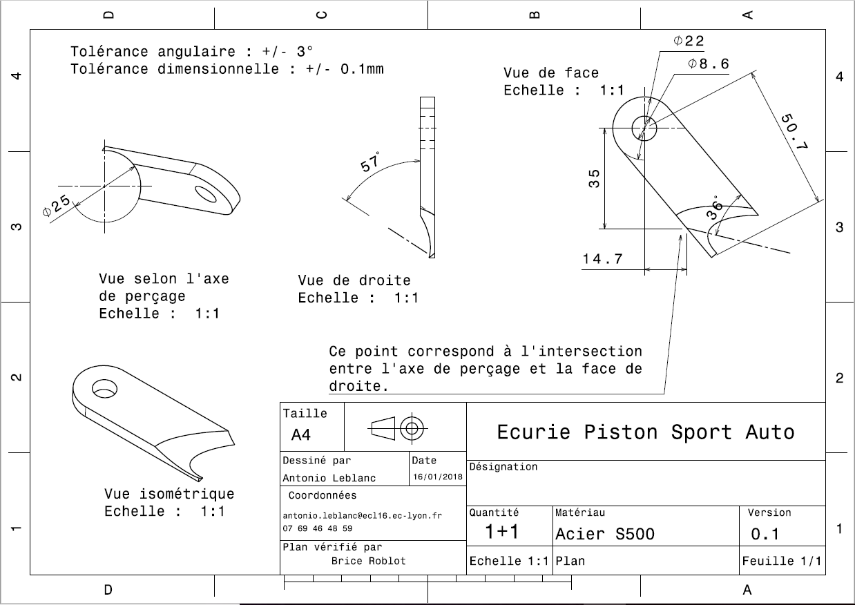 D
C
B
A
4
4
Tolérance angulaire : +/- 3°
Tolérance dimensionnelle : +/- 0.1mm
Vue de face
Echelle : 1:1
Ø22
Ø8.6
50.7
57°
35
Ø25
36°
14.7
3
3
Vue selon l'axe
de perçage
Echelle : 1:1
Vue de droite
Echelle : 1:1
Ce point correspond à l'intersection
entre l'axe de perçage et la face de
droite.
2
2
Vue isométrique
Echelle : 1:1
Taille
A4
Ecurie Piston Sport Auto
Dessiné par
Antonio Leblanc
Date
16/01/2018
Désignation
Coordonnées
antonio.leblanc@ecl16.ec-lyon.fr
07 69 46 48 59
Quantité
1+1
Matériau
Acier S500
Version
0.1
Plan vérifié par
Brice Roblot
Echelle 1:1
Plan
Feuille 1/1
1
1
D
A